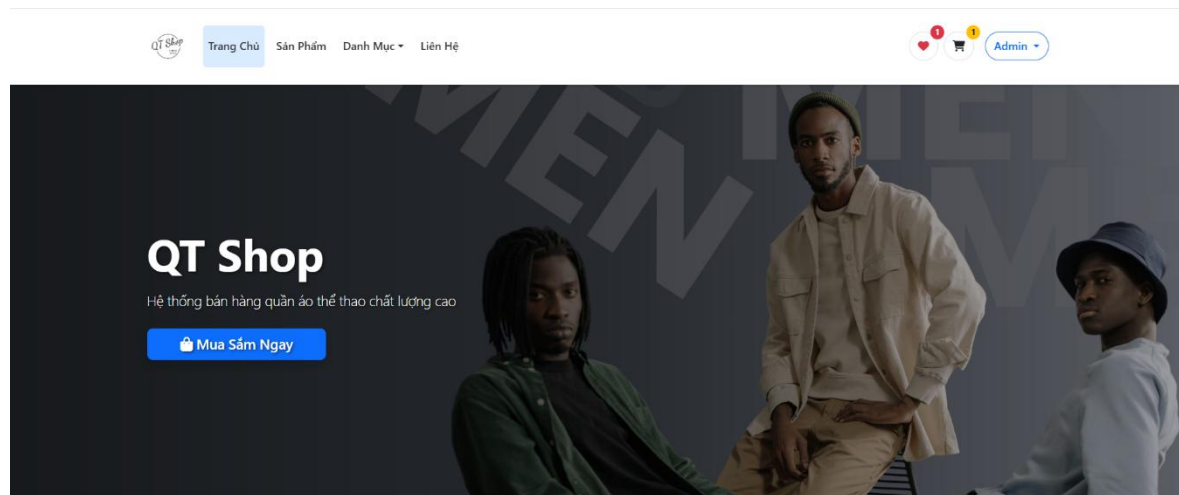 QT Shop
Trang Chủ Sản Phẩm Danh Mục Liên Hệ
1 1 Admin
MEN MEN M
QT Shop
Hệ thống bán hàng quần áo thể thao chất lượng cao
Mua Sắm Ngay